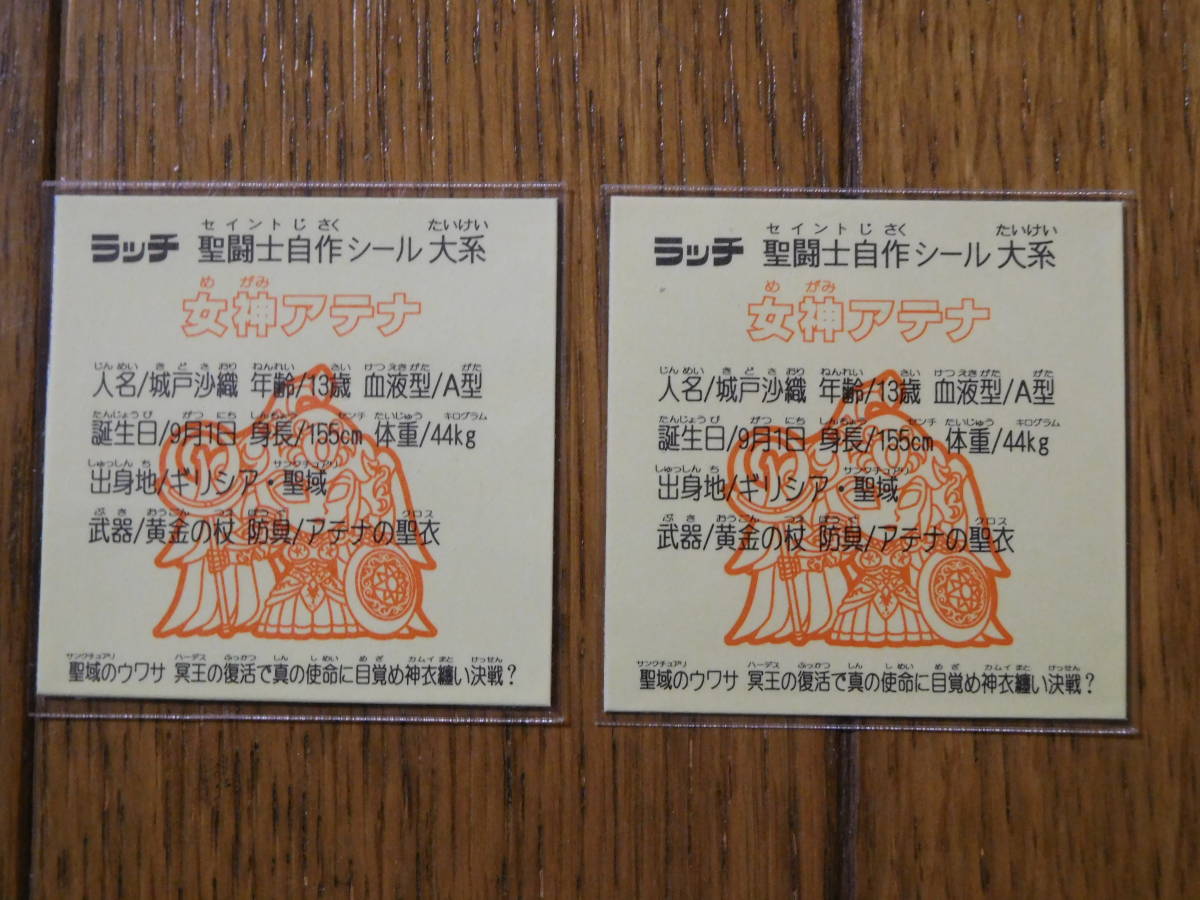 セイントじさく たいけい
ラッチ 聖闘士自作シール大系
めがみ
女神アテナ
じんめい きどさおり ねんれい さい けつえきがた がた
人名/城戸沙織 年齢/13歳 血液型/A型
たんじょうび がつ にち しんちょう センチ たいじゅう キログラム
誕生日/9月1日 身長/155cm 体重/44kg
しゅっしんち サンクチュアリ
出身地/ギリシア・聖域
ぶき おうごん つえ ぼうぐ クロス
武器/黄金の杖 防具/アテナの聖衣
サンクチュアリ ハーデス ふっかつ しん しめい めざ カムイ まと けっせん
聖域のウワサ 冥王の復活で真の使命に目覚め神衣纏い決戦?
セイントじさく たいけい
ラッチ 聖闘士自作シール大系
めがみ
女神アテナ
じんめい きどさおり ねんれい さい けつえきがた がた
人名/城戸沙織 年齢/13歳 血液型/A型
たんじょうび がつ にち しんちょう センチ たいじゅう キログラム
誕生日/9月1日 身長/155cm 体重/44kg
しゅっしんち サンクチュアリ
出身地/ギリシア・聖域
ぶき おうごん つえ ぼうぐ クロス
武器/黄金の杖 防具/アテナの聖衣
サンクチュアリ ハーデス ふっかつ しん しめい めざ カムイ まと けっせん
聖域のウワサ 冥王の復活で真の使命に目覚め神衣纏い決戦?